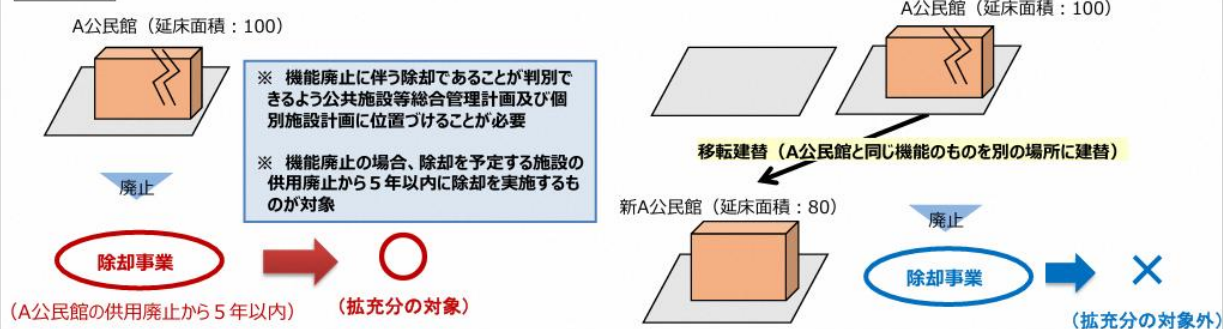 A公民館（延床面積：100）
※　機能廃止に伴う除却であることが判別で
きるよう公共施設等総合管理計画及び個
別施設計画に位置づけることが必要
※　機能廃止の場合、除却を予定する施設の
供用廃止から５年以内に除却を実施するも
のが対象
廃止
除却事業
（A公民館の供用廃止から５年以内）
（拡充分の対象）
A公民館（延床面積：100）
移転建替（A公民館と同じ機能のものを別の場所に建替）
新A公民館（延床面積：80）
廃止
除却事業
（拡充分の対象外）